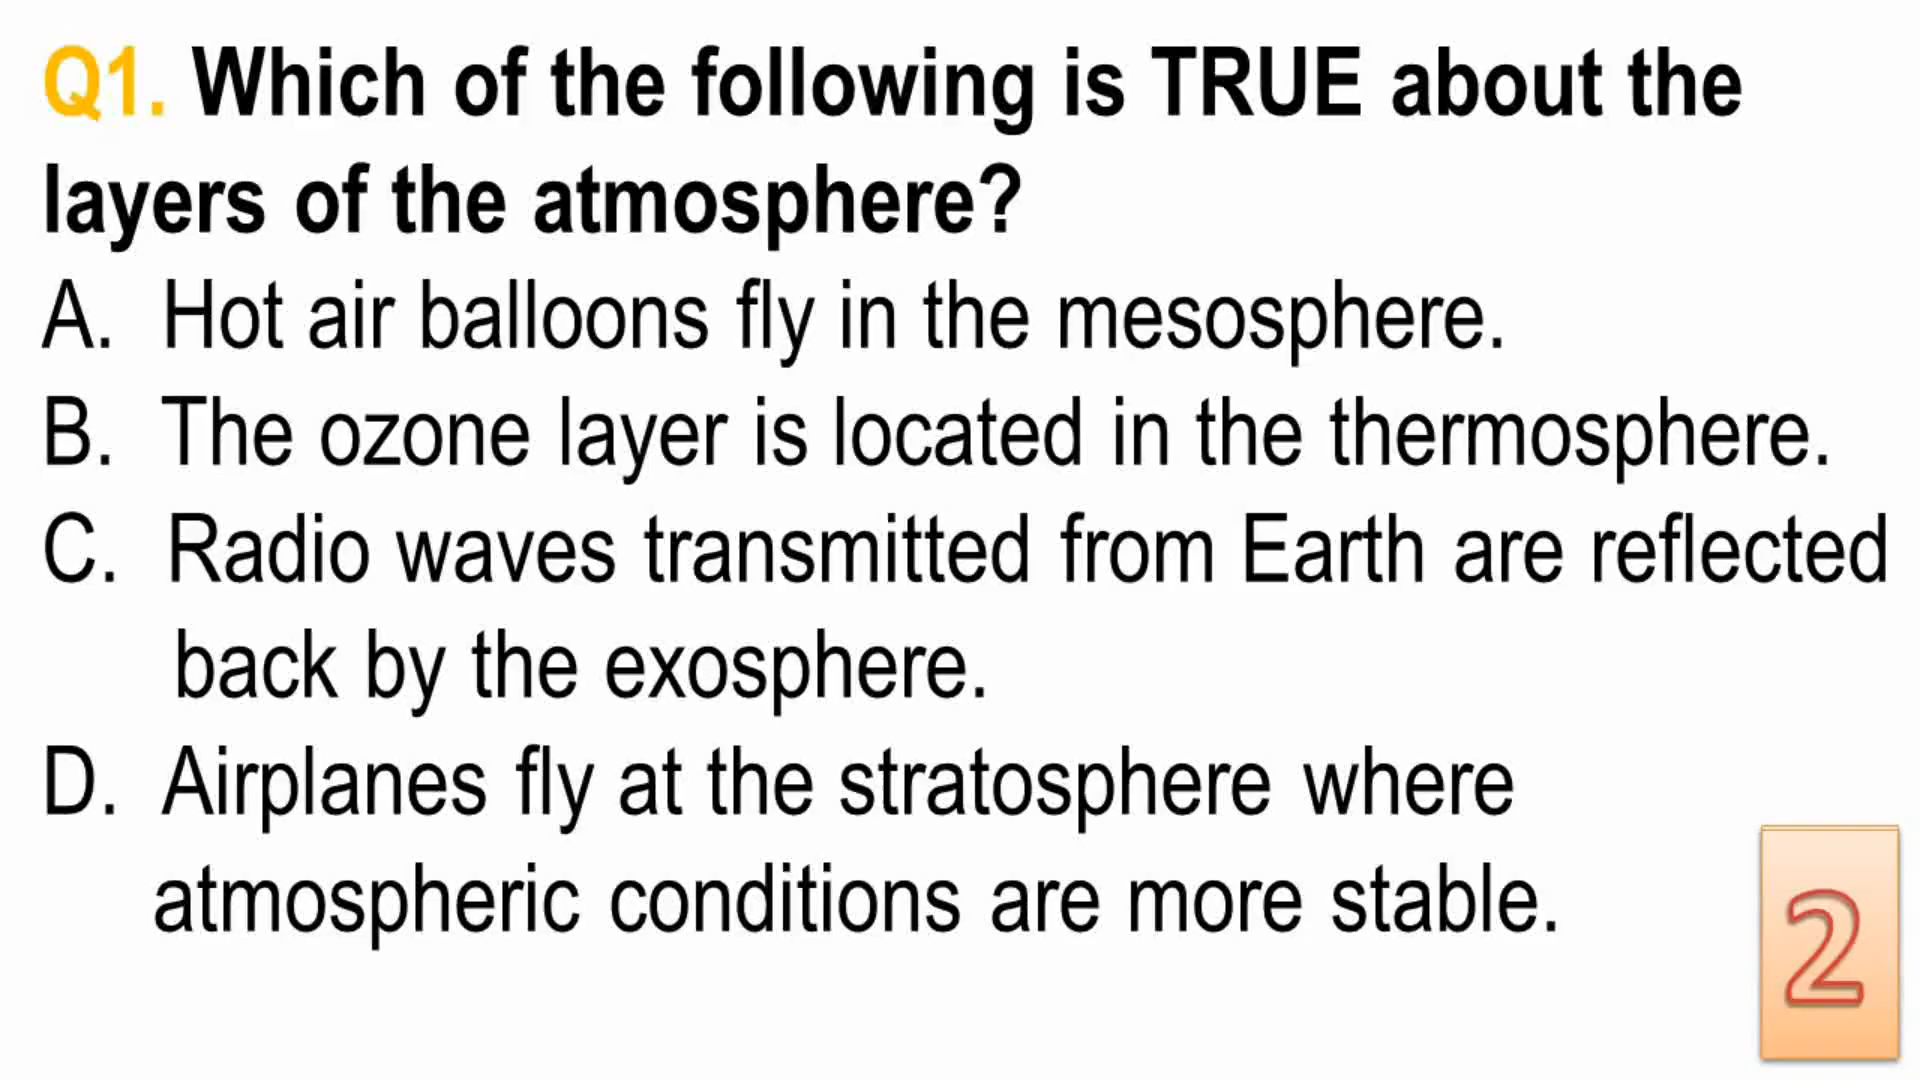 Q1. Which of the following is TRUE about the
layers of the atmosphere?
A. Hot air balloons fly in the mesosphere.
B. The ozone layer is located in the thermosphere.
C. Radio waves transmitted from Earth are reflected
back by the exosphere.
D. Airplanes fly at the stratosphere where
atmospheric conditions are more stable.
2